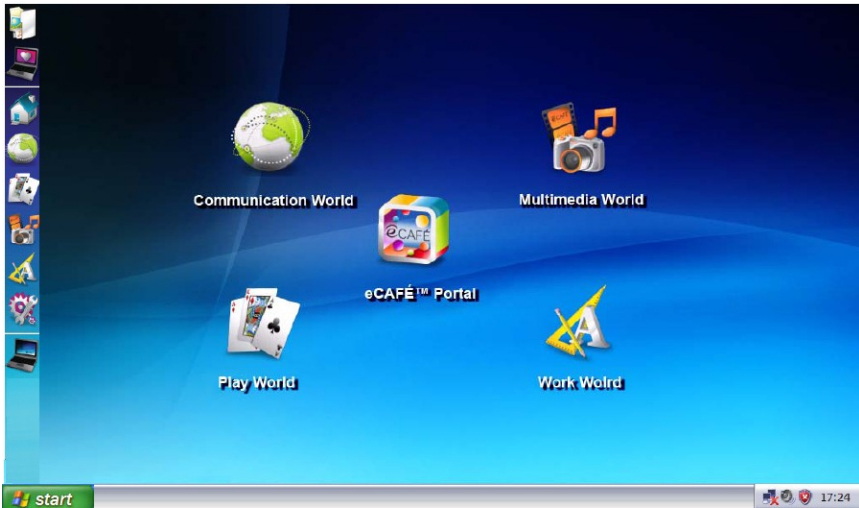 Communication World
Multimedia World
eCAFÉ
eCAFÉ™ Portal
Play World
Work Wolrd
start
17:24